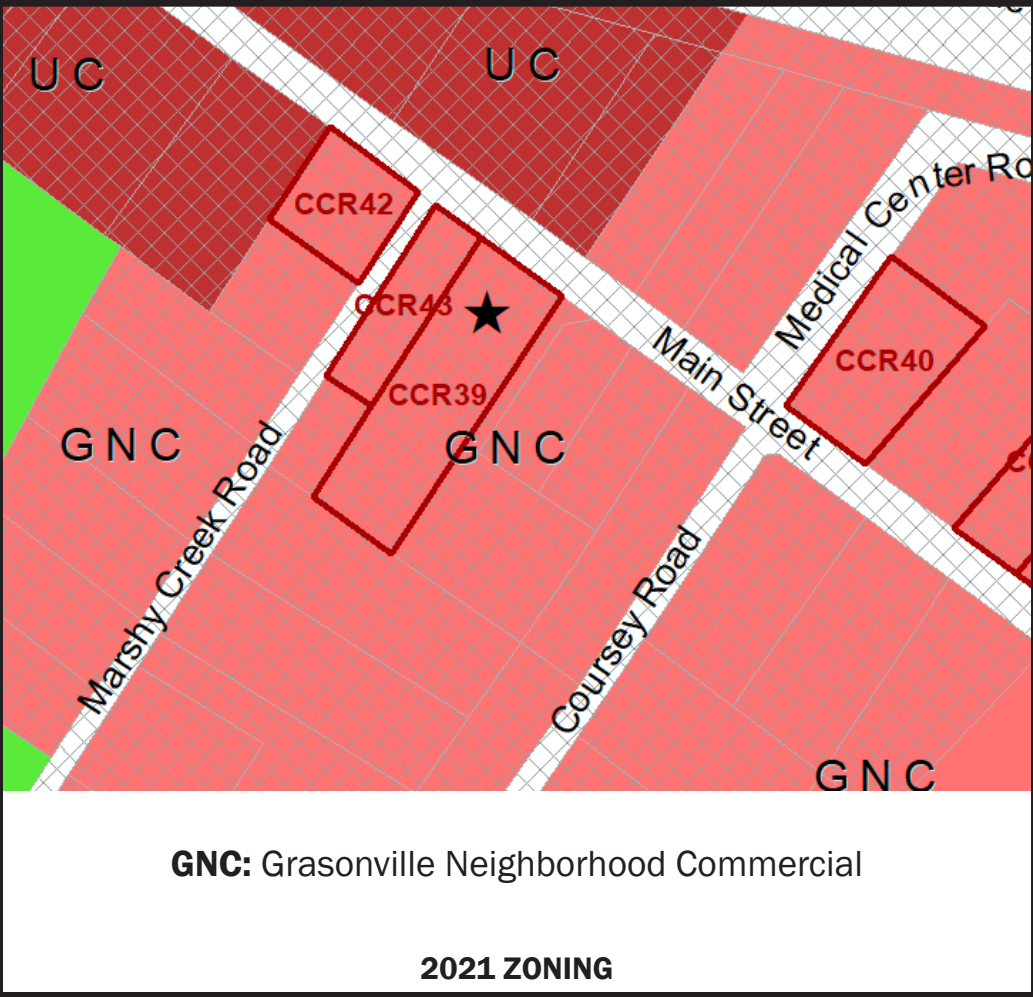 U C
U C
Medical Center Ro
CCR42
CCR43
CCR39
CCR40
Main Street
G N C
G N C
Marshy Creek Road
Coursey Road
G N C
GNC: Grasonville Neighborhood Commercial
2021 ZONING